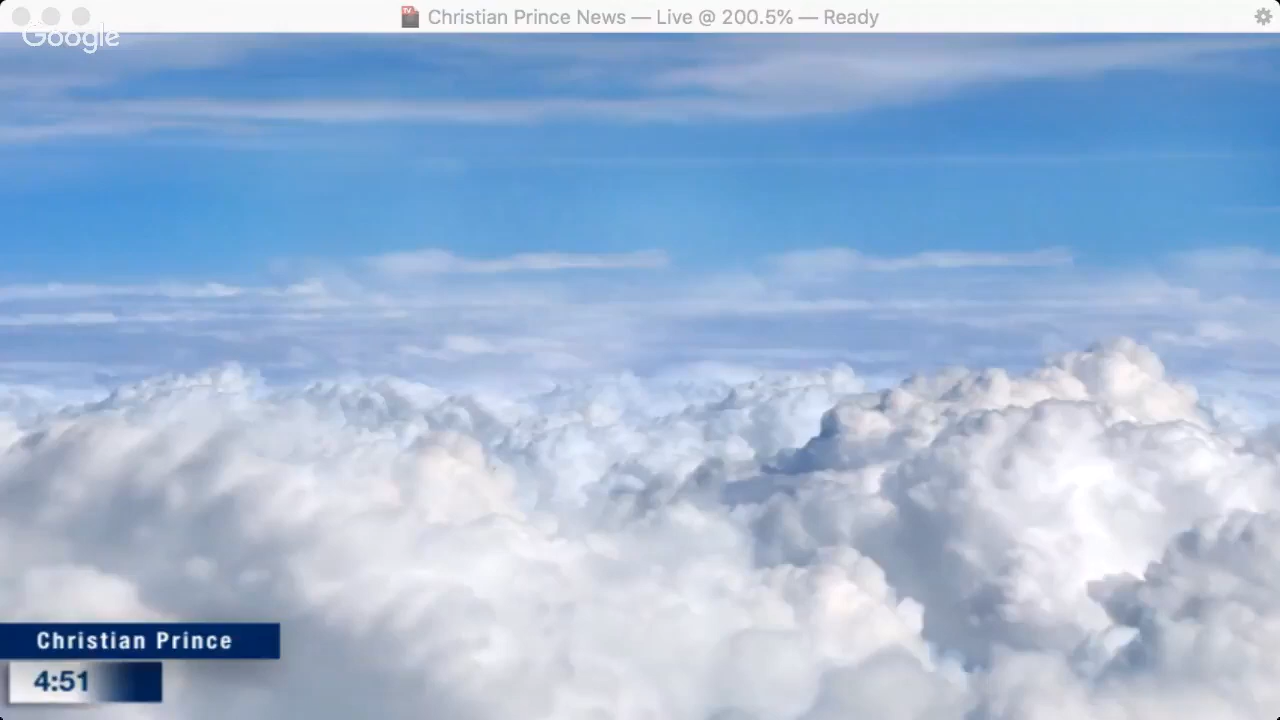 Christian Prince News — Live @ 200.5% — Ready
Google
Christian Prince
4:51